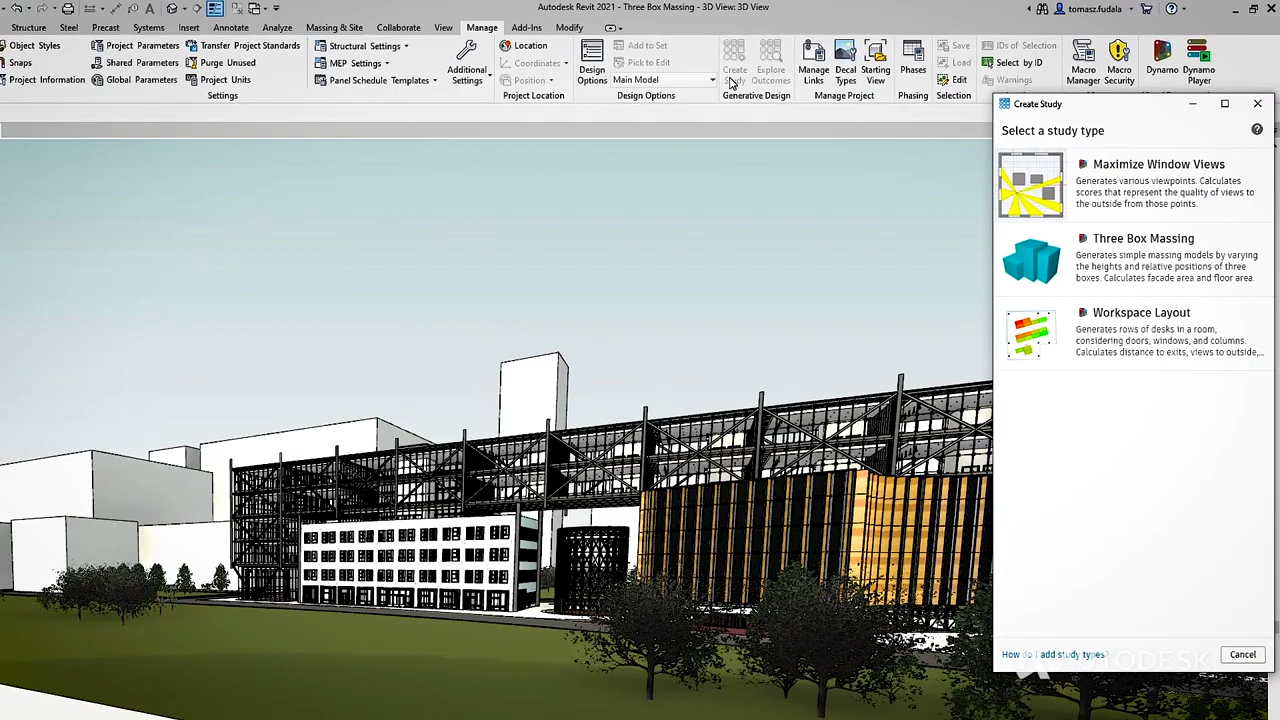 Autodesk Revit 2021 - Three Box Massing - 3D View: 3D View
tomasz.fudala
Structure Steel Precast Systems Insert Annotate Analyze Massing & Site Collaborate View Manage Add-Ins Modify
Object Styles
Snaps
Project Information
Project Parameters
Shared Parameters
Global Parameters
Transfer Project Standards
Purge Unused
Project Units
Structural Settings
MEP Settings
Panel Schedule Templates
Additional
Settings
Settings
Location
Coordinates
Position
Project Location
Design
Options
Add to Set
Pick to Edit
Main Model
Design Options
Create
Study
Explore
Outcomes
Generative Design
Manage
Links
Decal
Types
Starting
View
Manage Project
Phases
Phasing
Save
Load
Edit
Selection
IDs of Selection
Select by ID
Warnings
Macro
Manager
Macro
Security
Dynamo
Dynamo
Player
Create Study
Select a study type
Maximize Window Views
Generates various viewpoints. Calculates
scores that represent the quality of views to
the outside from those points.
Three Box Massing
Generates simple massing models by varying
the heights and relative positions of three
boxes. Calculates facade area and floor area.
Workspace Layout
Generates rows of desks in a room,
considering doors, windows, and columns.
Calculates distance to exits, views to outside,...
How do I add study types?
Cancel
AUTODESK